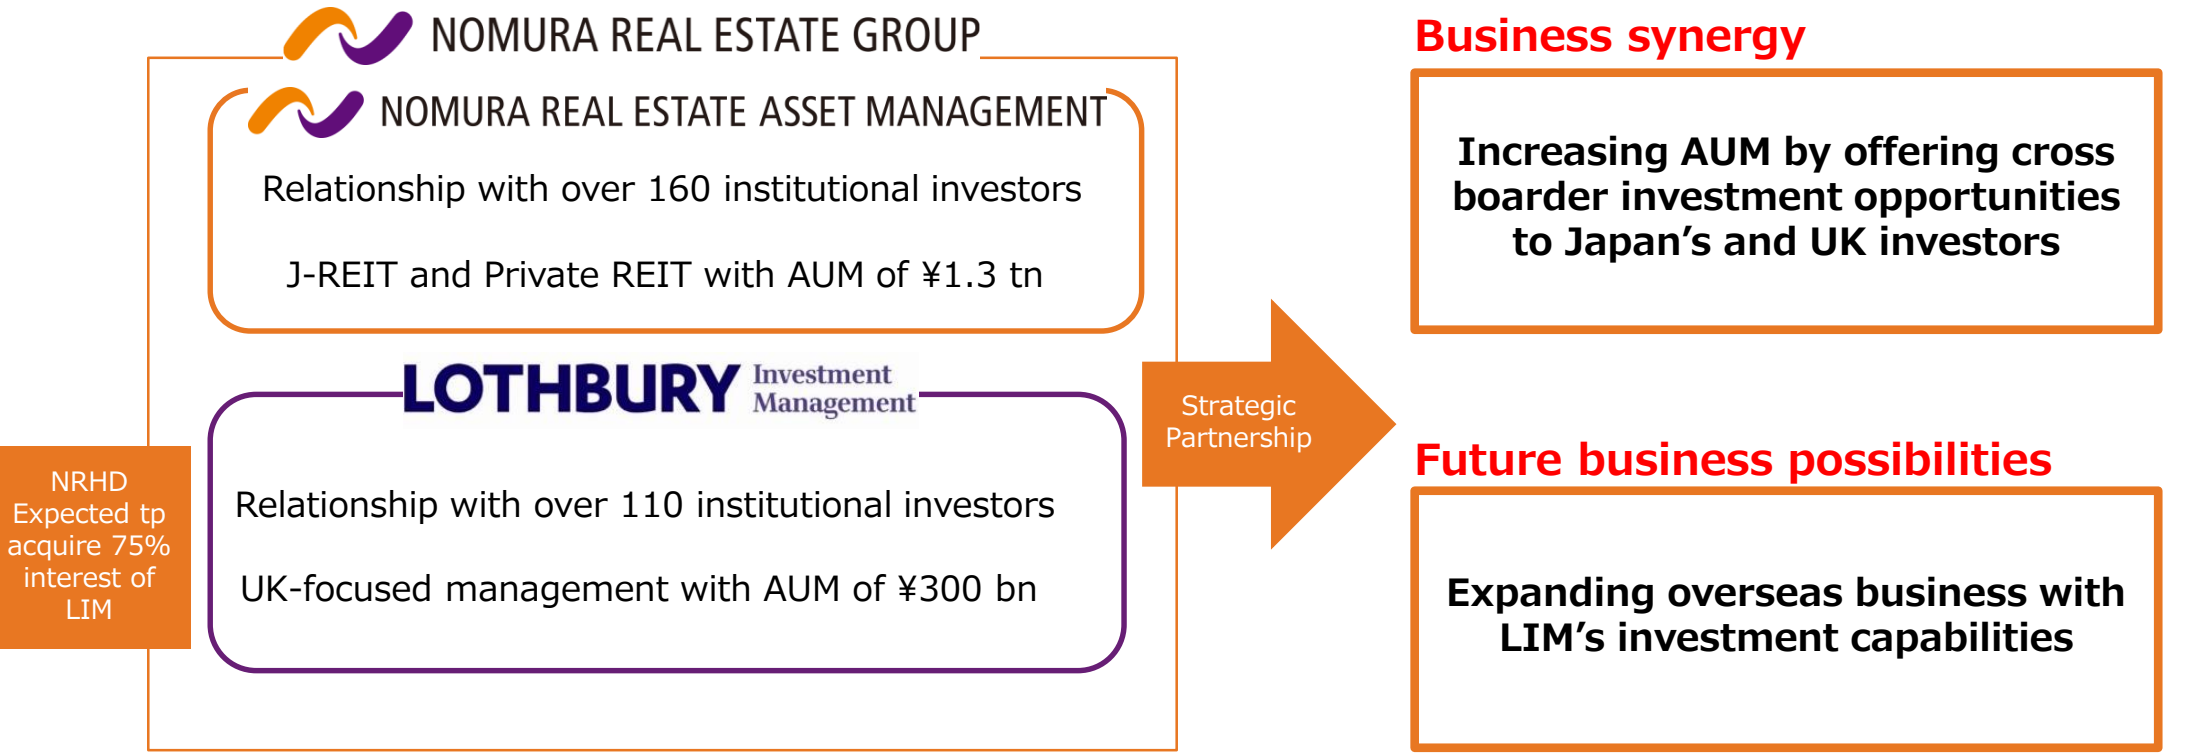 NOMURA REAL ESTATE GROUP
NOMURA REAL ESTATE ASSET MANAGEMENT
Relationship with over 160 institutional investors
J-REIT and Private REIT with AUM of ¥1.3 tn
LOTHBURY Investment
Management
Relationship with over 110 institutional investors
UK-focused management with AUM of ¥300 bn
NRHD
Expected tp
acquire 75%
interest of
LIM
Strategic
Partnership
Business synergy
Increasing AUM by offering cross
boarder investment opportunities
to Japan’s and UK investors
Future business possibilities
Expanding overseas business with
LIM’s investment capabilities